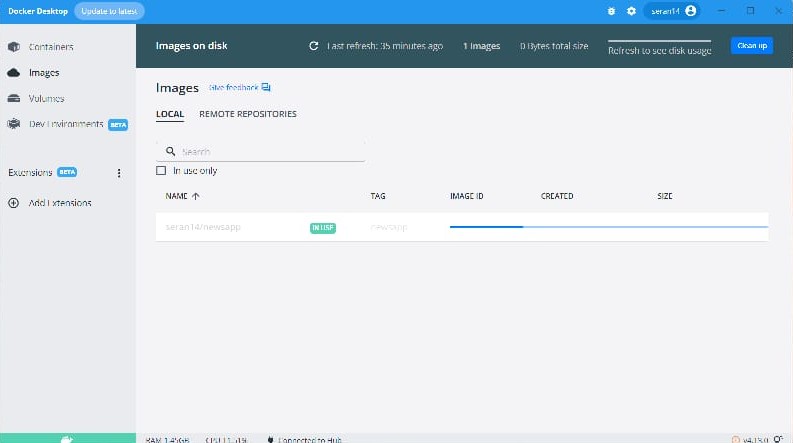 Docker Desktop Update to latest seran14
Images on disk Last refresh: 35 minutes ago 1 Images 0 Bytes total size Refresh to see disk usage Clean up
Containers
Images
Volumes
Dev Environments BETA
Extensions BETA
Add Extensions
Images Give feedback
LOCAL REMOTE REPOSITORIES
Search
In use only
NAME TAG IMAGE ID CREATED SIZE
seran14/newsapp IN USE newsapp
RAM 1.45GB Connected to Hub v4.13.0